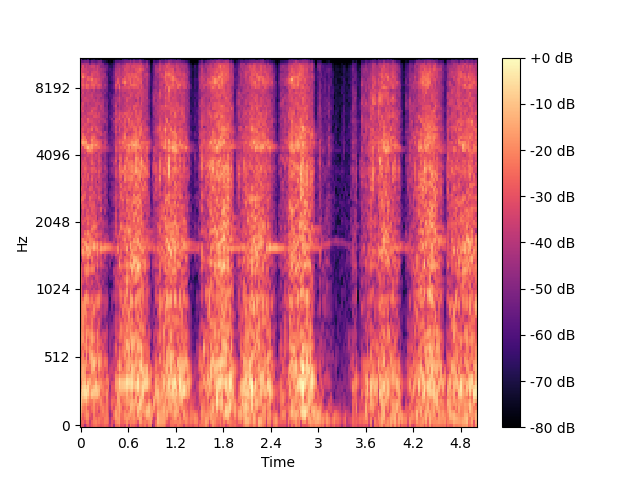 8192
4096
2048
1024
512
0
Hz
0 0.6 1.2 1.8 2.4 3 3.6 4.2 4.8
Time
+0 dB
-10 dB
-20 dB
-30 dB
-40 dB
-50 dB
-60 dB
-70 dB
-80 dB